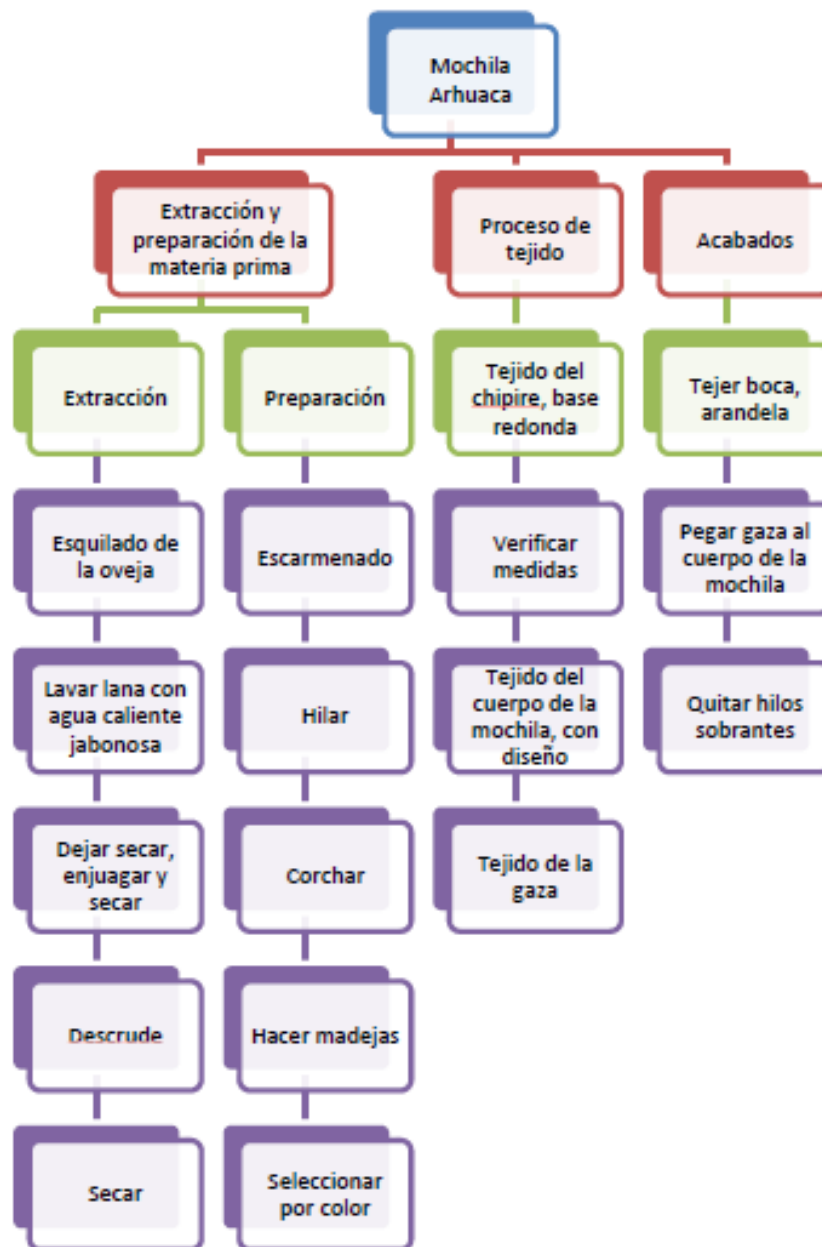 Mochila
Arhuaca
Extracción y
preparación de la
materia prima
Proceso de
tejido
Acabados
Extracción
Preparación
Tejido del
chipire, base
redonda
Tejer boca,
arandela
Esquilado de
la oveja
Escarmenado
Verificar
medidas
Pegar gaza al
cuerpo de la
mochila
Lavar lana con
agua caliente
jabonosa
Hilar
Tejido del
cuerpo de la
mochila, con
diseño
Quitar hilos
sobrantes
Dejar secar,
enjuagar y
secar
Corchar
Tejido de la
gaza
Descrude
Hacer madejas
Secar
Seleccionar
por color